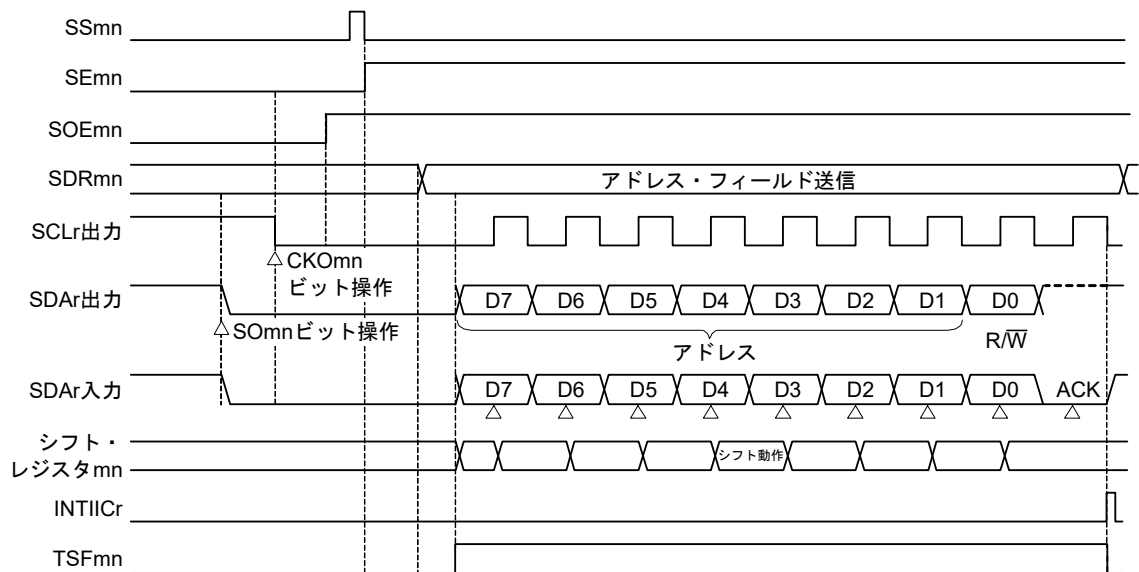 SSmn
SEmn
SOEmn
SDRmn
アドレス・フィールド送信
SCLr出力
CKOmn
ビット操作
SDAr出力
D7 D6 D5 D4 D3 D2 D1 D0
SOmnビット操作
アドレス
R/W
SDAr入力
D7 D6 D5 D4 D3 D2 D1 D0 ACK
シフト・
レジスタmn
シフト動作
INTIICr
TSFmn